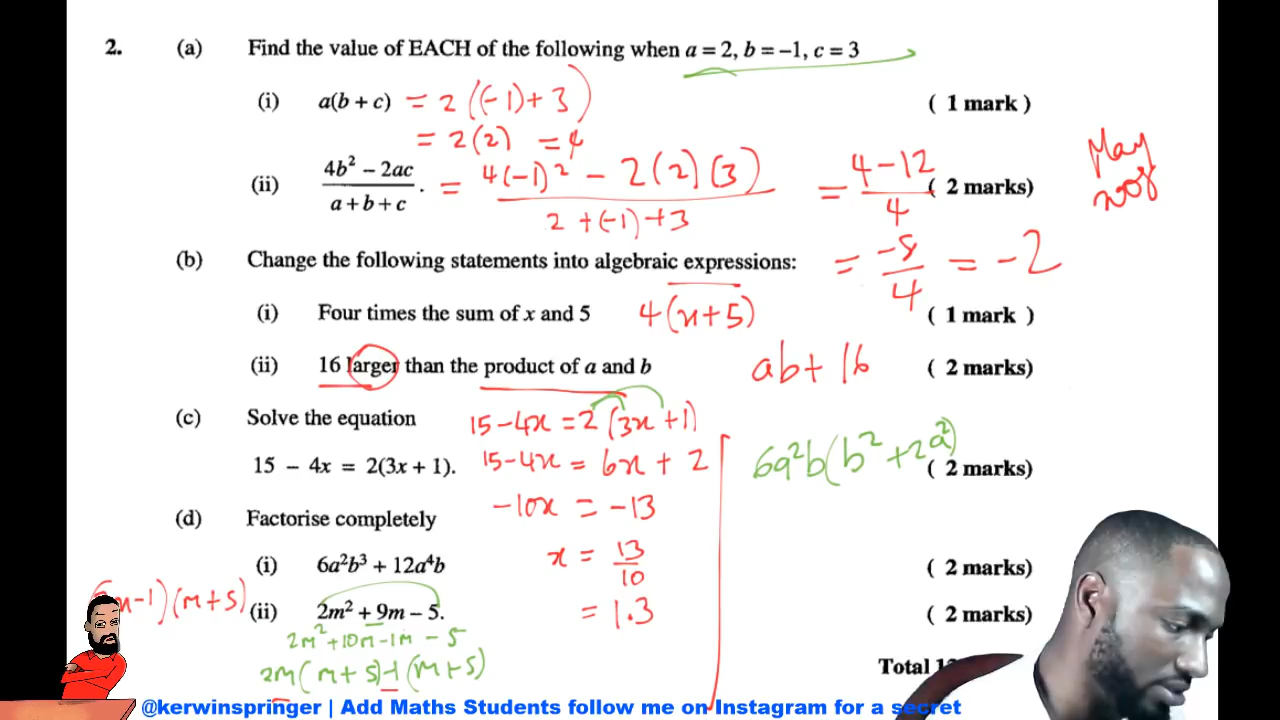 2. (a) Find the value of EACH of the following when a = 2, b = –1, c = 3
(i) a(b + c) = 2 ((-1) + 3) ( 1 mark )
= 2(2) = 4
(ii) 4b² – 2ac / a + b + c . = 4(-1)² - 2(2)(3) / 2 + (-1) + 3 = 4 - 12 / 4 ( 2 marks)
May
= -8 / 4 = -2
(b) Change the following statements into algebraic expressions:
(i) Four times the sum of x and 5 4(x+5) ( 1 mark )
(ii) 16 larger than the product of a and b ab + 16 ( 2 marks)
(c) Solve the equation 15 - 4x = 2(3x + 1)
15 – 4x = 2(3x + 1). 15 - 4x = 6x + 2 6a²b(b² + 2a²) ( 2 marks)
-10x = -13
(d) Factorise completely
x = 13 / 10
(i) 6a²b³ + 12a⁴b ( 2 marks)
(m+5)
(ii) 2m² + 9m – 5. = 1.3 ( 2 marks)
2m² + 10m - 1m - 5
2m(m+5) - 1(m+5)
Total
@kerwinspringer | Add Maths Students follow me on Instagram for a secret